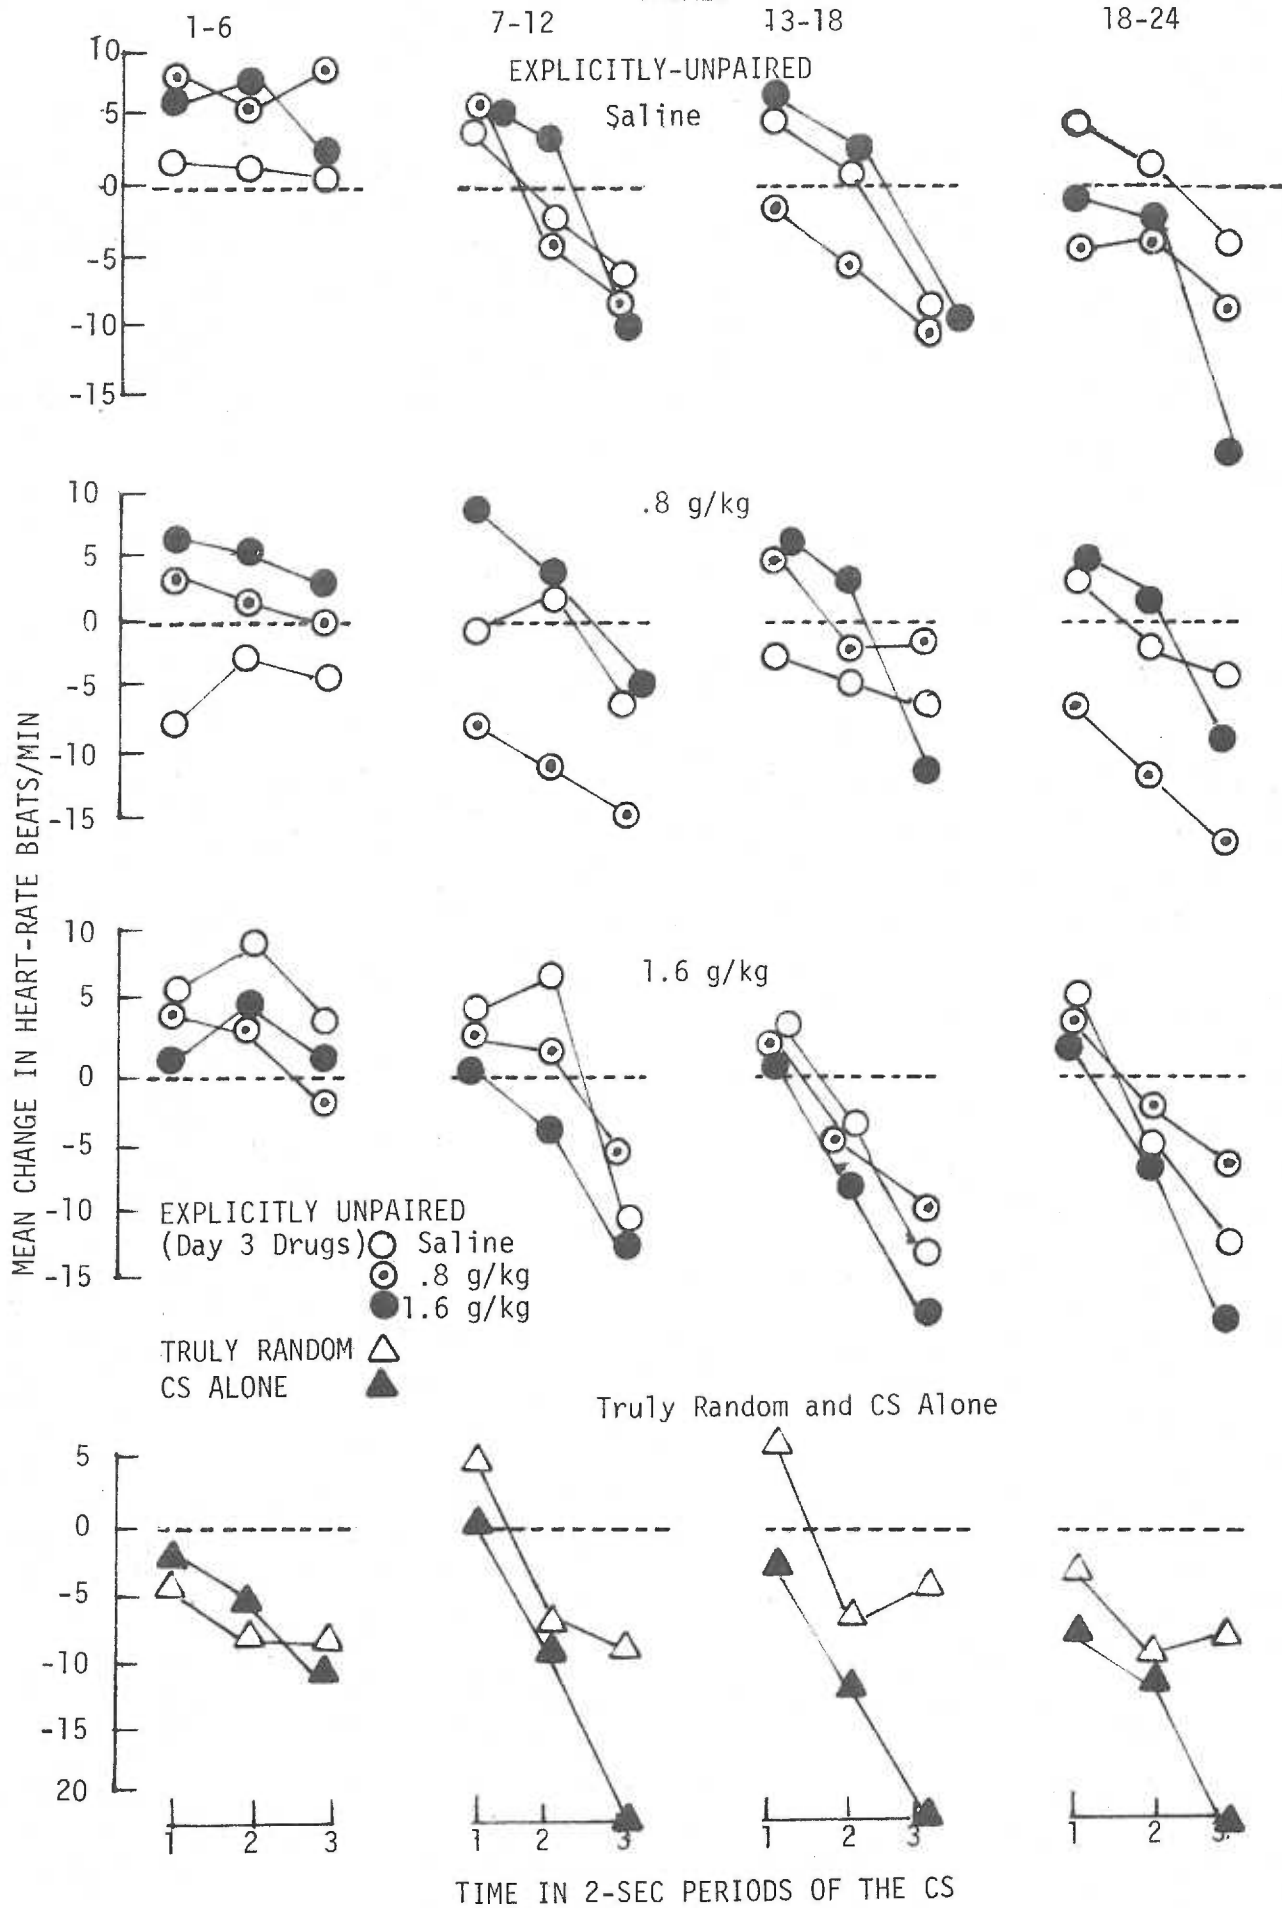 1-6 7-12 13-18 18-24
EXPLICITLY-UNPAIRED
Saline
10
5
0
-5
-10
-15
.8 g/kg
10
5
0
-5
-10
-15
1.6 g/kg
10
5
0
-5
-10
-15
MEAN CHANGE IN HEART-RATE BEATS/MIN
EXPLICITLY UNPAIRED
(Day 3 Drugs) Saline
.8 g/kg
1.6 g/kg
TRULY RANDOM
CS ALONE
Truly Random and CS Alone
5
0
-5
-10
-15
20
1 2 3 1 2 3 1 2 3 1 2 3
TIME IN 2-SEC PERIODS OF THE CS